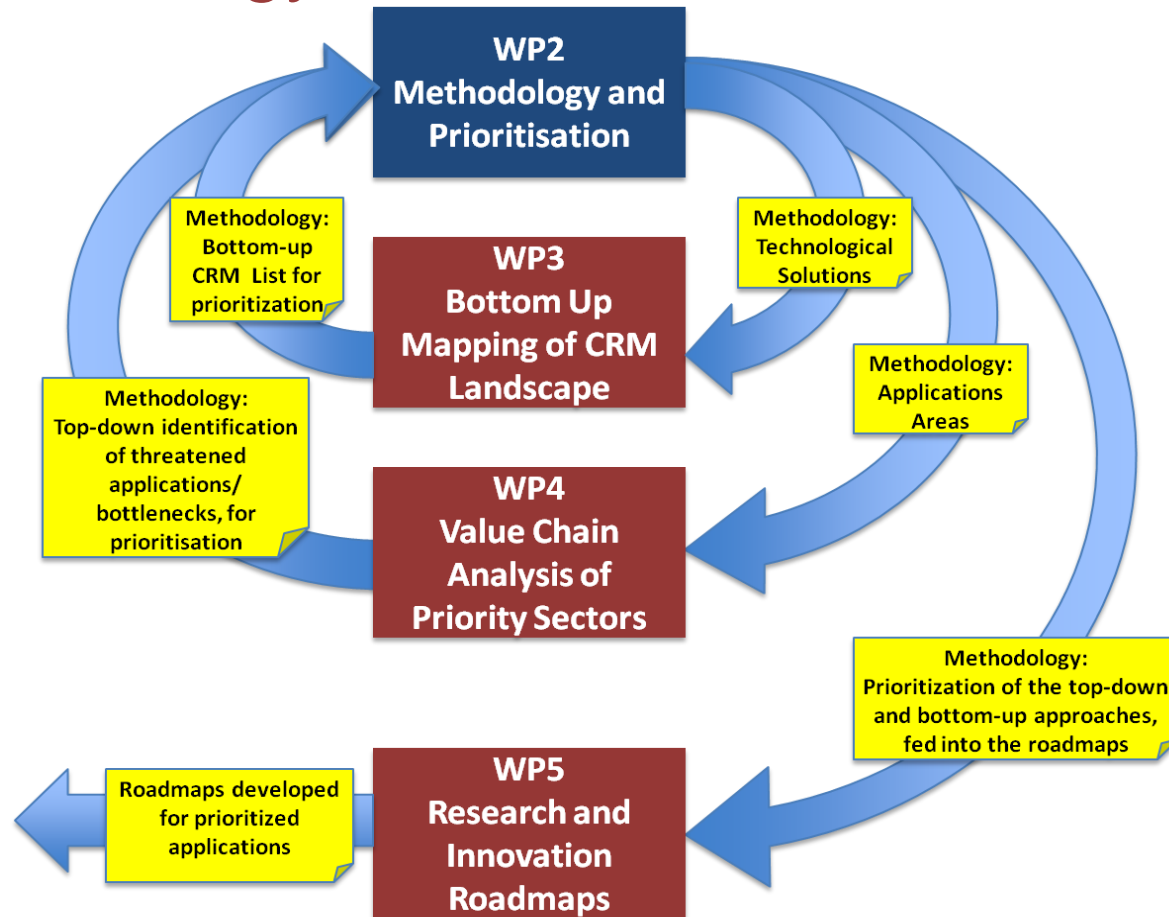 WP2
Methodology and
Prioritisation
Methodology:
Bottom-up
CRM List for
prioritization
Methodology:
Technological
Solutions
WP3
Bottom Up
Mapping of CRM
Landscape
Methodology:
Applications
Areas
Methodology:
Top-down identification
of threatened
applications/
bottlenecks, for
prioritisation
WP4
Value Chain
Analysis of
Priority Sectors
Methodology:
Prioritization of the top-down
and bottom-up approaches,
fed into the roadmaps
WP5
Research and
Innovation
Roadmaps
Roadmaps developed
for prioritized
applications